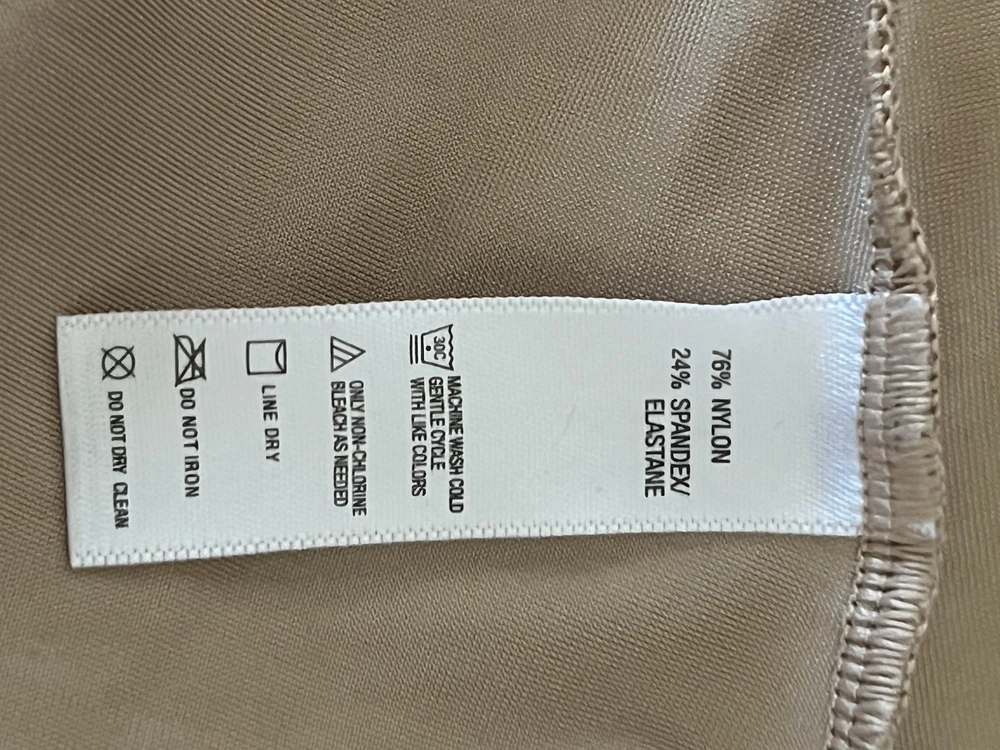 76% NYLON
24% SPANDEX/
ELASTANE
30C
MACHINE WASH COLD
GENTLE CYCLE
WITH LIKE COLORS
ONLY NON-CHLORINE
BLEACH AS NEEDED
LINE DRY
DO NOT IRON
DO NOT DRY CLEAN